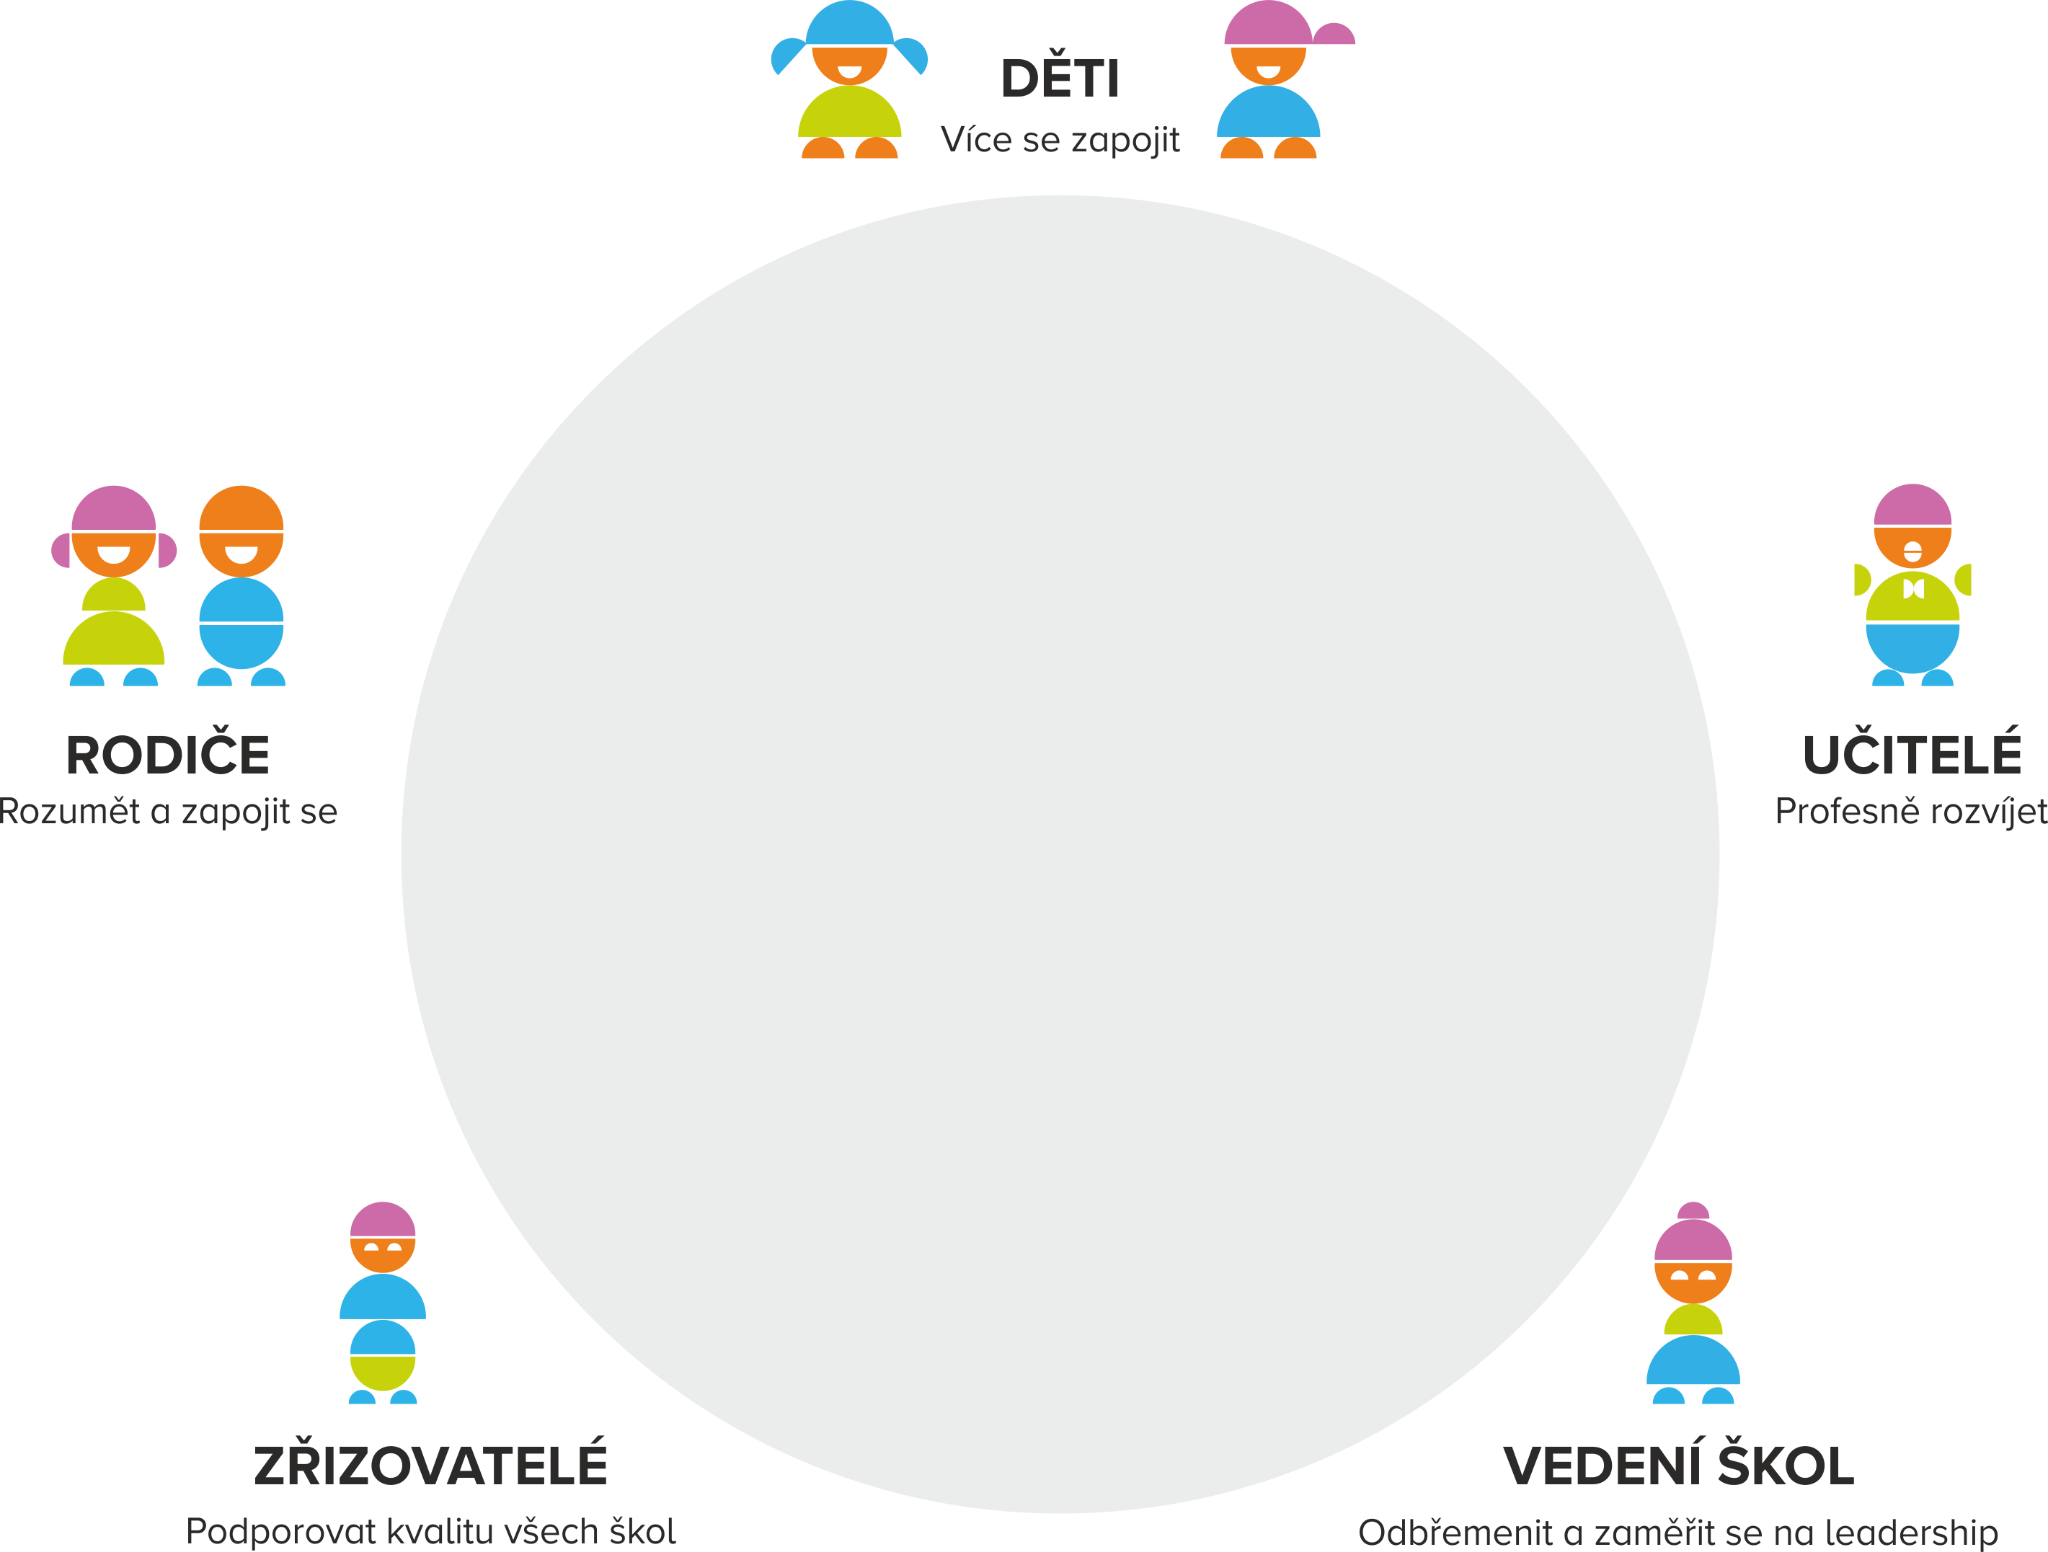 DĚTI
Více se zapojit
RODIČE
Rozumět a zapojit se
UČITELÉ
Profesně rozvíjet
ZŘIZOVATELÉ
Podporovat kvalitu všech škol
VEDENÍ ŠKOL
Odbřemenit a zaměřit se na leadership